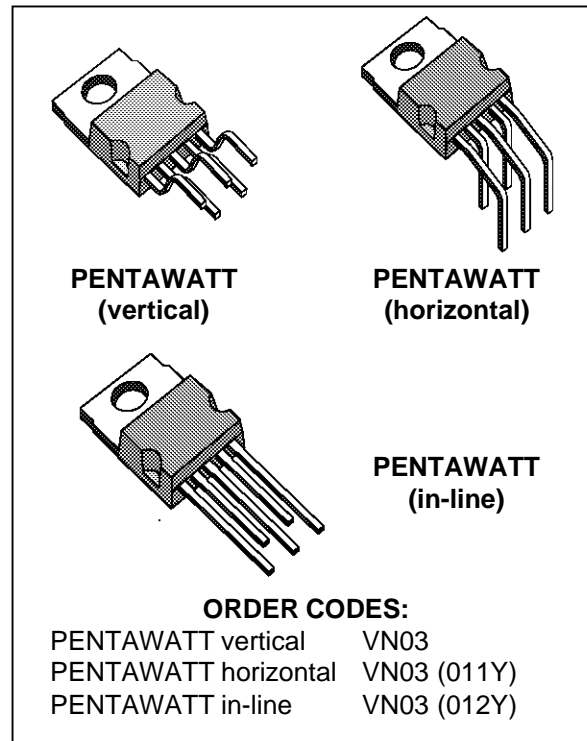 PENTAWATT
(vertical)
PENTAWATT
(horizontal)
PENTAWATT
(in-line)
ORDER CODES:
PENTAWATT vertical VN03
PENTAWATT horizontal VN03 (011Y)
PENTAWATT in-line VN03 (012Y)